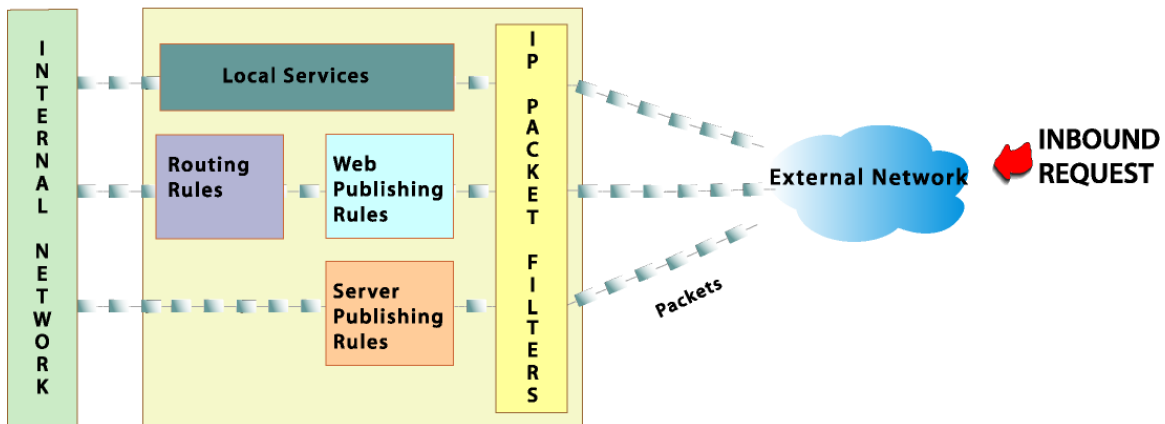 INTERNAL NETWORK
Local Services
Routing
Rules
Web
Publishing
Rules
Server
Publishing
Rules
IP PACKET FILTERS
Packets
External Network
INBOUND
REQUEST